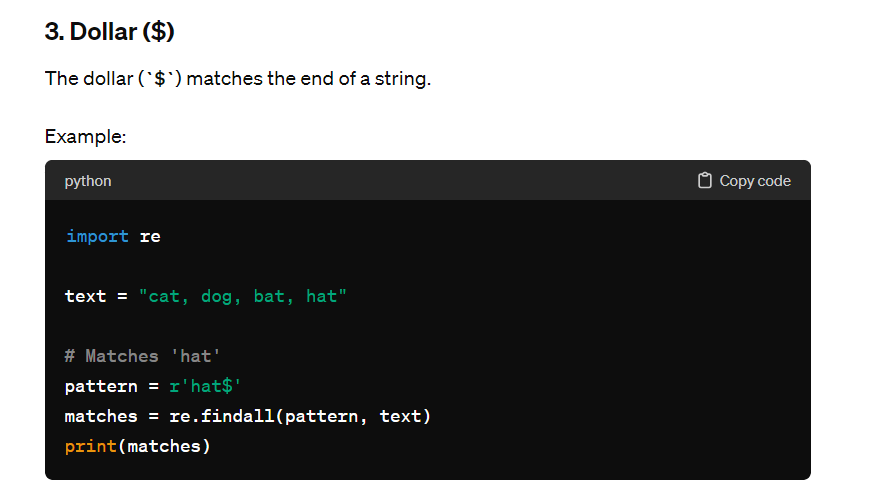 3. Dollar ($)
The dollar (`$`) matches the end of a string.
Example:
python
Copy code
import re
text = "cat, dog, bat, hat"
# Matches 'hat'
pattern = r'hat$'
matches = re.findall(pattern, text)
print(matches)